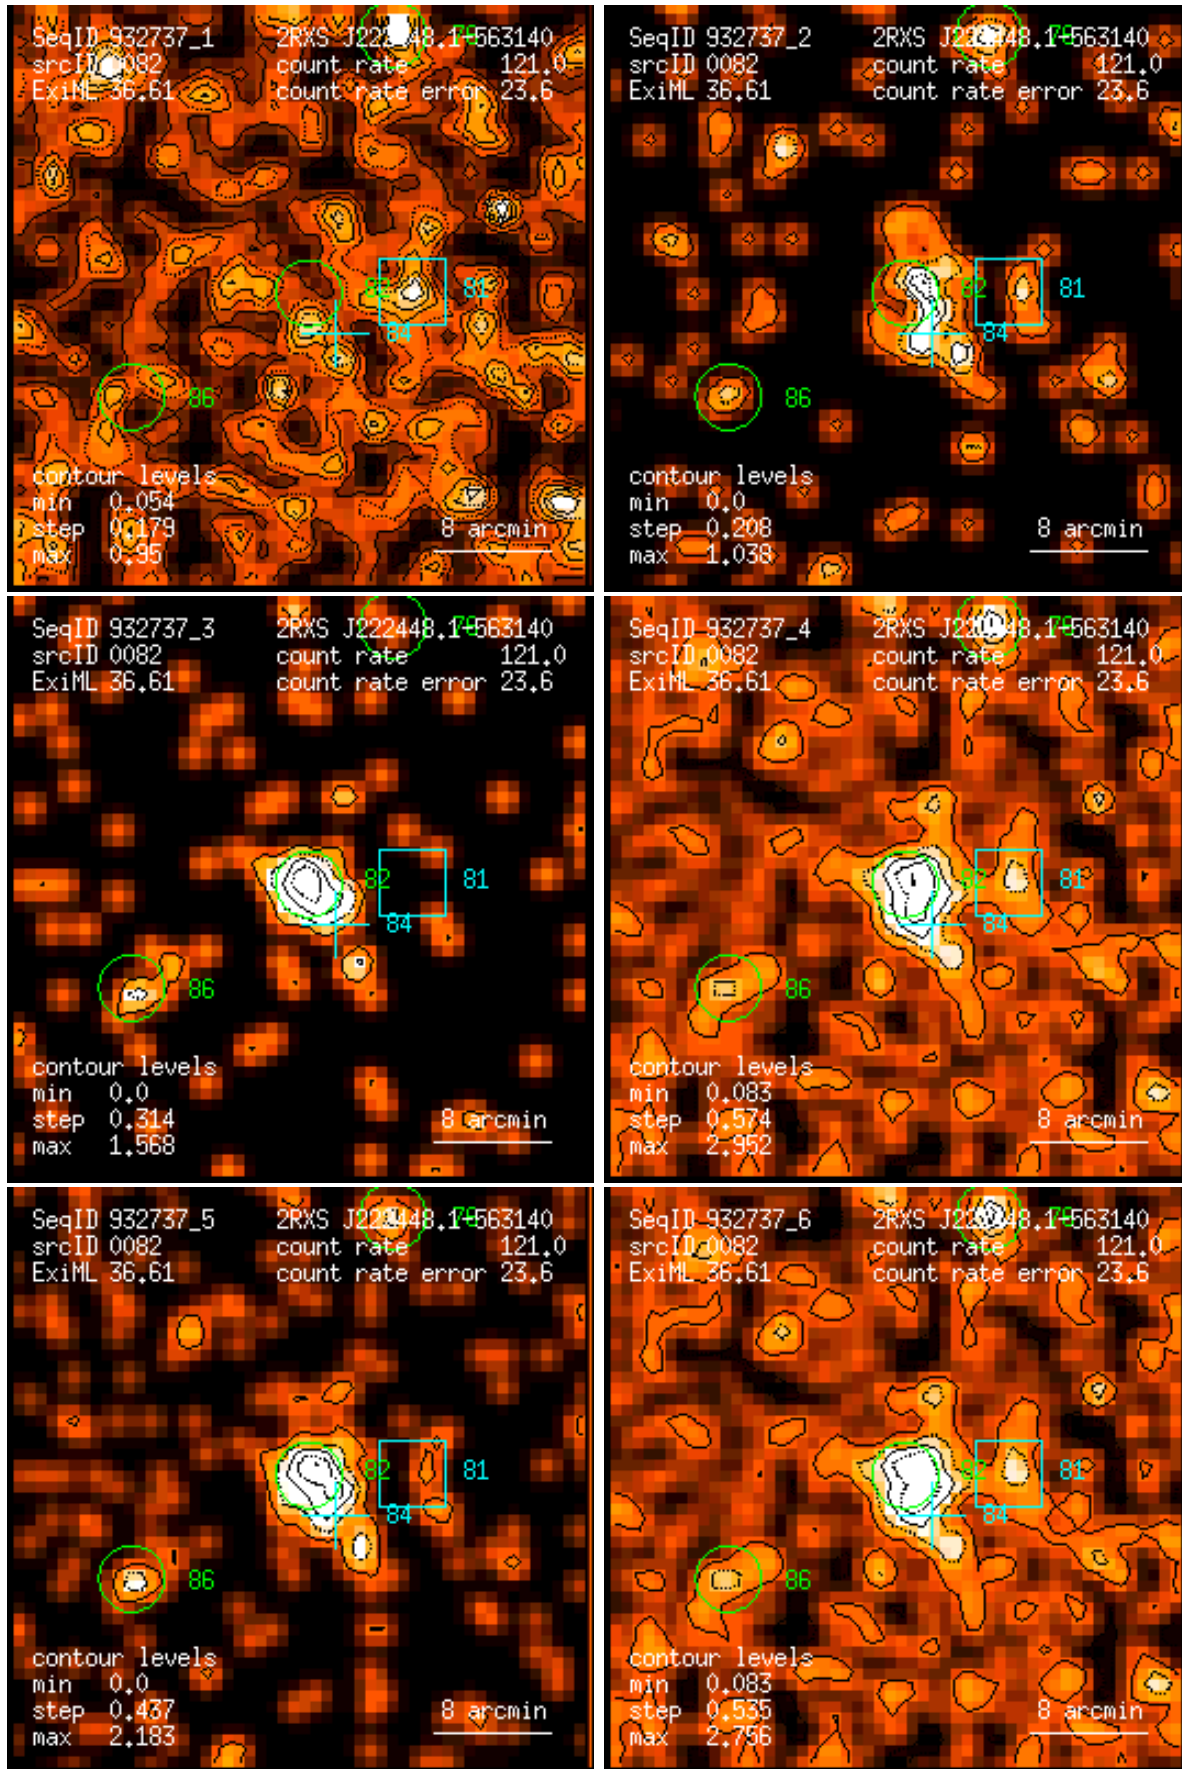 SeqID 932737_1 2RXS J222448.1-563140
srcID 0082 count rate 121.0
ExiML 36.61 count rate error 23.6
82 81
84
86
contour levels
min 0.054
step 0.179 8 arcmin
max 0.95
SeqID 932737_2 2RXS J222448.1-563140
srcID 0082 count rate 121.0
ExiML 36.61 count rate error 23.6
82 81
84
86
contour levels
min 0.0
step 0.208 8 arcmin
max 1.038
SeqID 932737_3 2RXS J222448.1-563140
srcID 0082 count rate 121.0
ExiML 36.61 count rate error 23.6
82 81
84
86
contour levels
min 0.0
step 0.314 8 arcmin
max 1.568
SeqID 932737_4 2RXS J222448.1-563140
srcID 0082 count rate 121.0
ExiML 36.61 count rate error 23.6
82 81
84
86
contour levels
min 0.083
step 0.574 8 arcmin
max 2.952
SeqID 932737_5 2RXS J222448.1-563140
srcID 0082 count rate 121.0
ExiML 36.61 count rate error 23.6
82 81
84
86
contour levels
min 0.0
step 0.437 8 arcmin
max 2.183
SeqID 932737_6 2RXS J222448.1-563140
srcID 0082 count rate 121.0
ExiML 36.61 count rate error 23.6
82 81
84
86
contour levels
min 0.083
step 0.535 8 arcmin
max 2.756